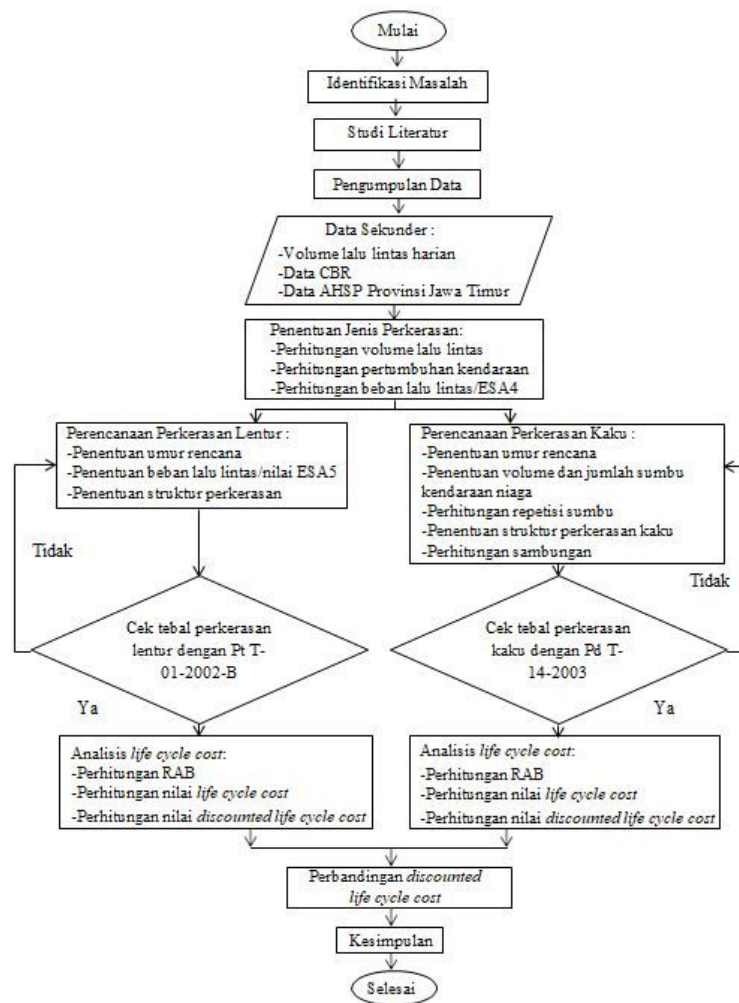 Mulai
Identifikasi Masalah
Studi Literatur
Pengumpulan Data
Data Sekunder :
-Volume lalu lintas harian
-Data CBR
-Data AHSP Provinsi Jawa Timur
Penentuan Jenis Perkerasan:
-Perhitungan volume lalu lintas
-Perhitungan pertumbuhan kendaraan
-Perhitungan beban lalu lintas/ESA4
Perencanaan Perkerasan Lentur :
-Penentuan umur rencana
-Penentuan beban lalu lintas/nilai ESA5
-Penentuan struktur perkerasan
Perencanaan Perkerasan Kaku :
-Penentuan umur rencana
-Penentuan volume dan jumlah sumbu
kendaraan niaga
-Perhitungan repetisi sumbu
-Penentuan struktur perkerasan kaku
-Perhitungan sambungan
Tidak
Tidak
Cek tebal perkerasan
lentur dengan Pt T-
01-2002-B
Cek tebal perkerasan
kaku dengan Pd T-
14-2003
Ya
Ya
Analisis life cycle cost:
-Perhitungan RAB
-Perhitungan nilai life cycle cost
-Perhitungan nilai discounted life cycle cost
Analisis life cycle cost:
-Perhitungan RAB
-Perhitungan nilai life cycle cost
-Perhitungan nilai discounted life cycle cost
Perbandingan discounted
life cycle cost
Kesimpulan
Selesai